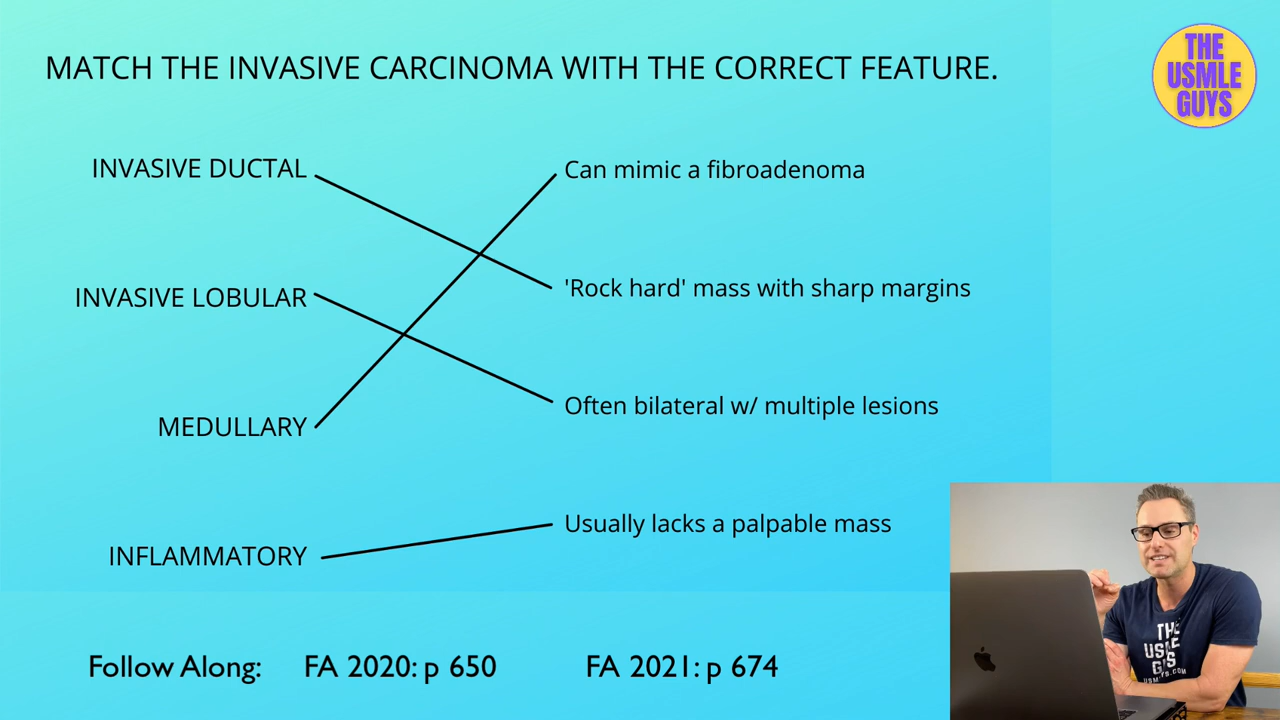 MATCH THE INVASIVE CARCINOMA WITH THE CORRECT FEATURE.
THE
USMLE
GUYS
INVASIVE DUCTAL
Can mimic a fibroadenoma
INVASIVE LOBULAR
'Rock hard' mass with sharp margins
MEDULLARY
Often bilateral w/ multiple lesions
INFLAMMATORY
Usually lacks a palpable mass
Follow Along: FA 2020: p 650 FA 2021: p 674
THE